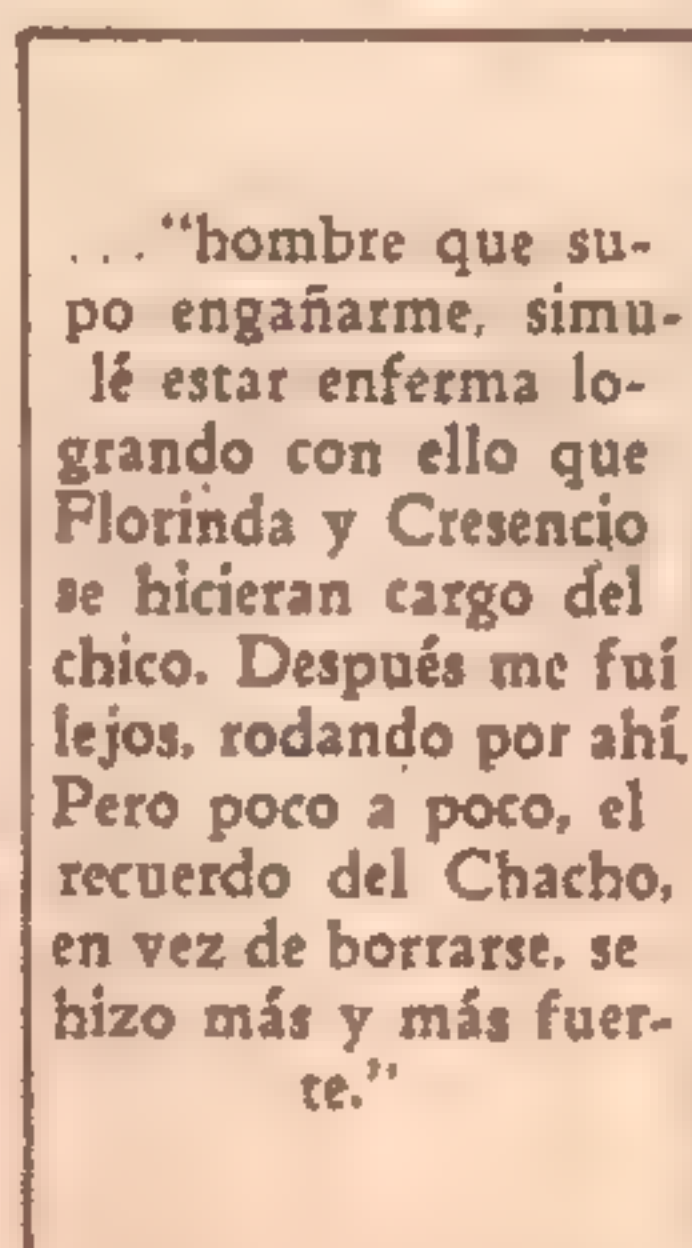 ..."hombre que su-
po engañarme, simu-
lé estar enferma lo-
grando con ello que
Florinda y Cresencio
se hicieran cargo del
chico. Después me fuí
lejos, rodando por ahí.
Pero poco a poco, el
recuerdo del Chacho,
en vez de borrarse, se
hizo más y más fuer-
te."